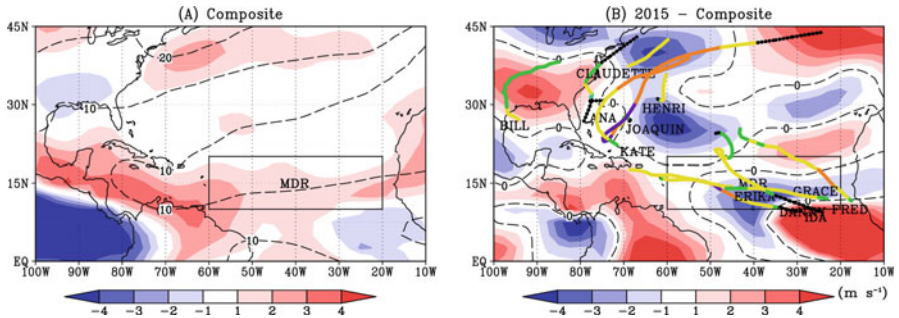 (A) Composite
45N
30N
15N
EQ
100W 90W 80W 70W 60W 50W 40W 30W 20W 10W
20
10
10
10
10
MDR
-4 -3 -2 -1 1 2 3 4
(B) 2015 - Composite
45N
30N
15N
EQ
100W 90W 80W 70W 60W 50W 40W 30W 20W 10W
CLAUDETTE
HENRI
ANA
BILL
JOAQUIN
KATE
MDR
GRACE
ERIKA
FRED
DANNY
IDA
0
0
0
0
0
0
0
0
-4 -3 -2 -1 1 2 3 4
(m s⁻¹)